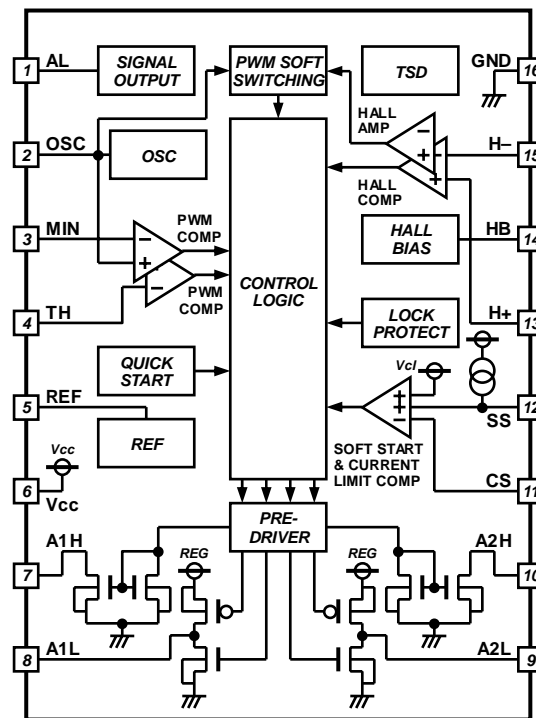 1 AL
SIGNAL
OUTPUT
PWM SOFT
SWITCHING
TSD
GND 16
2 OSC
OSC
HALL
AMP
H– 15
HALL
COMP
3 MIN
PWM
COMP
HALL
BIAS
HB 14
CONTROL
LOGIC
4 TH
PWM
COMP
LOCK
PROTECT
H+ 13
QUICK
START
Vcl
5 REF
REF
SS 12
SOFT START
& CURRENT
LIMIT COMP
Vcc
6 Vcc
CS 11
PRE-
DRIVER
7 A1H
REG
REG
A2H 10
8 A1L
A2L 9
− + −
− +
− +
+ + −